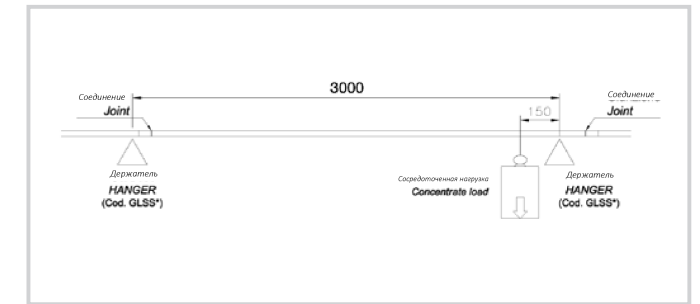 3000
Соединение
Joint
150
Соединение
Joint
Держатель
HANGER
(Cod. GLSS*)
Сосредоточенная нагрузка
Concentrate load
Держатель
HANGER
(Cod. GLSS*)